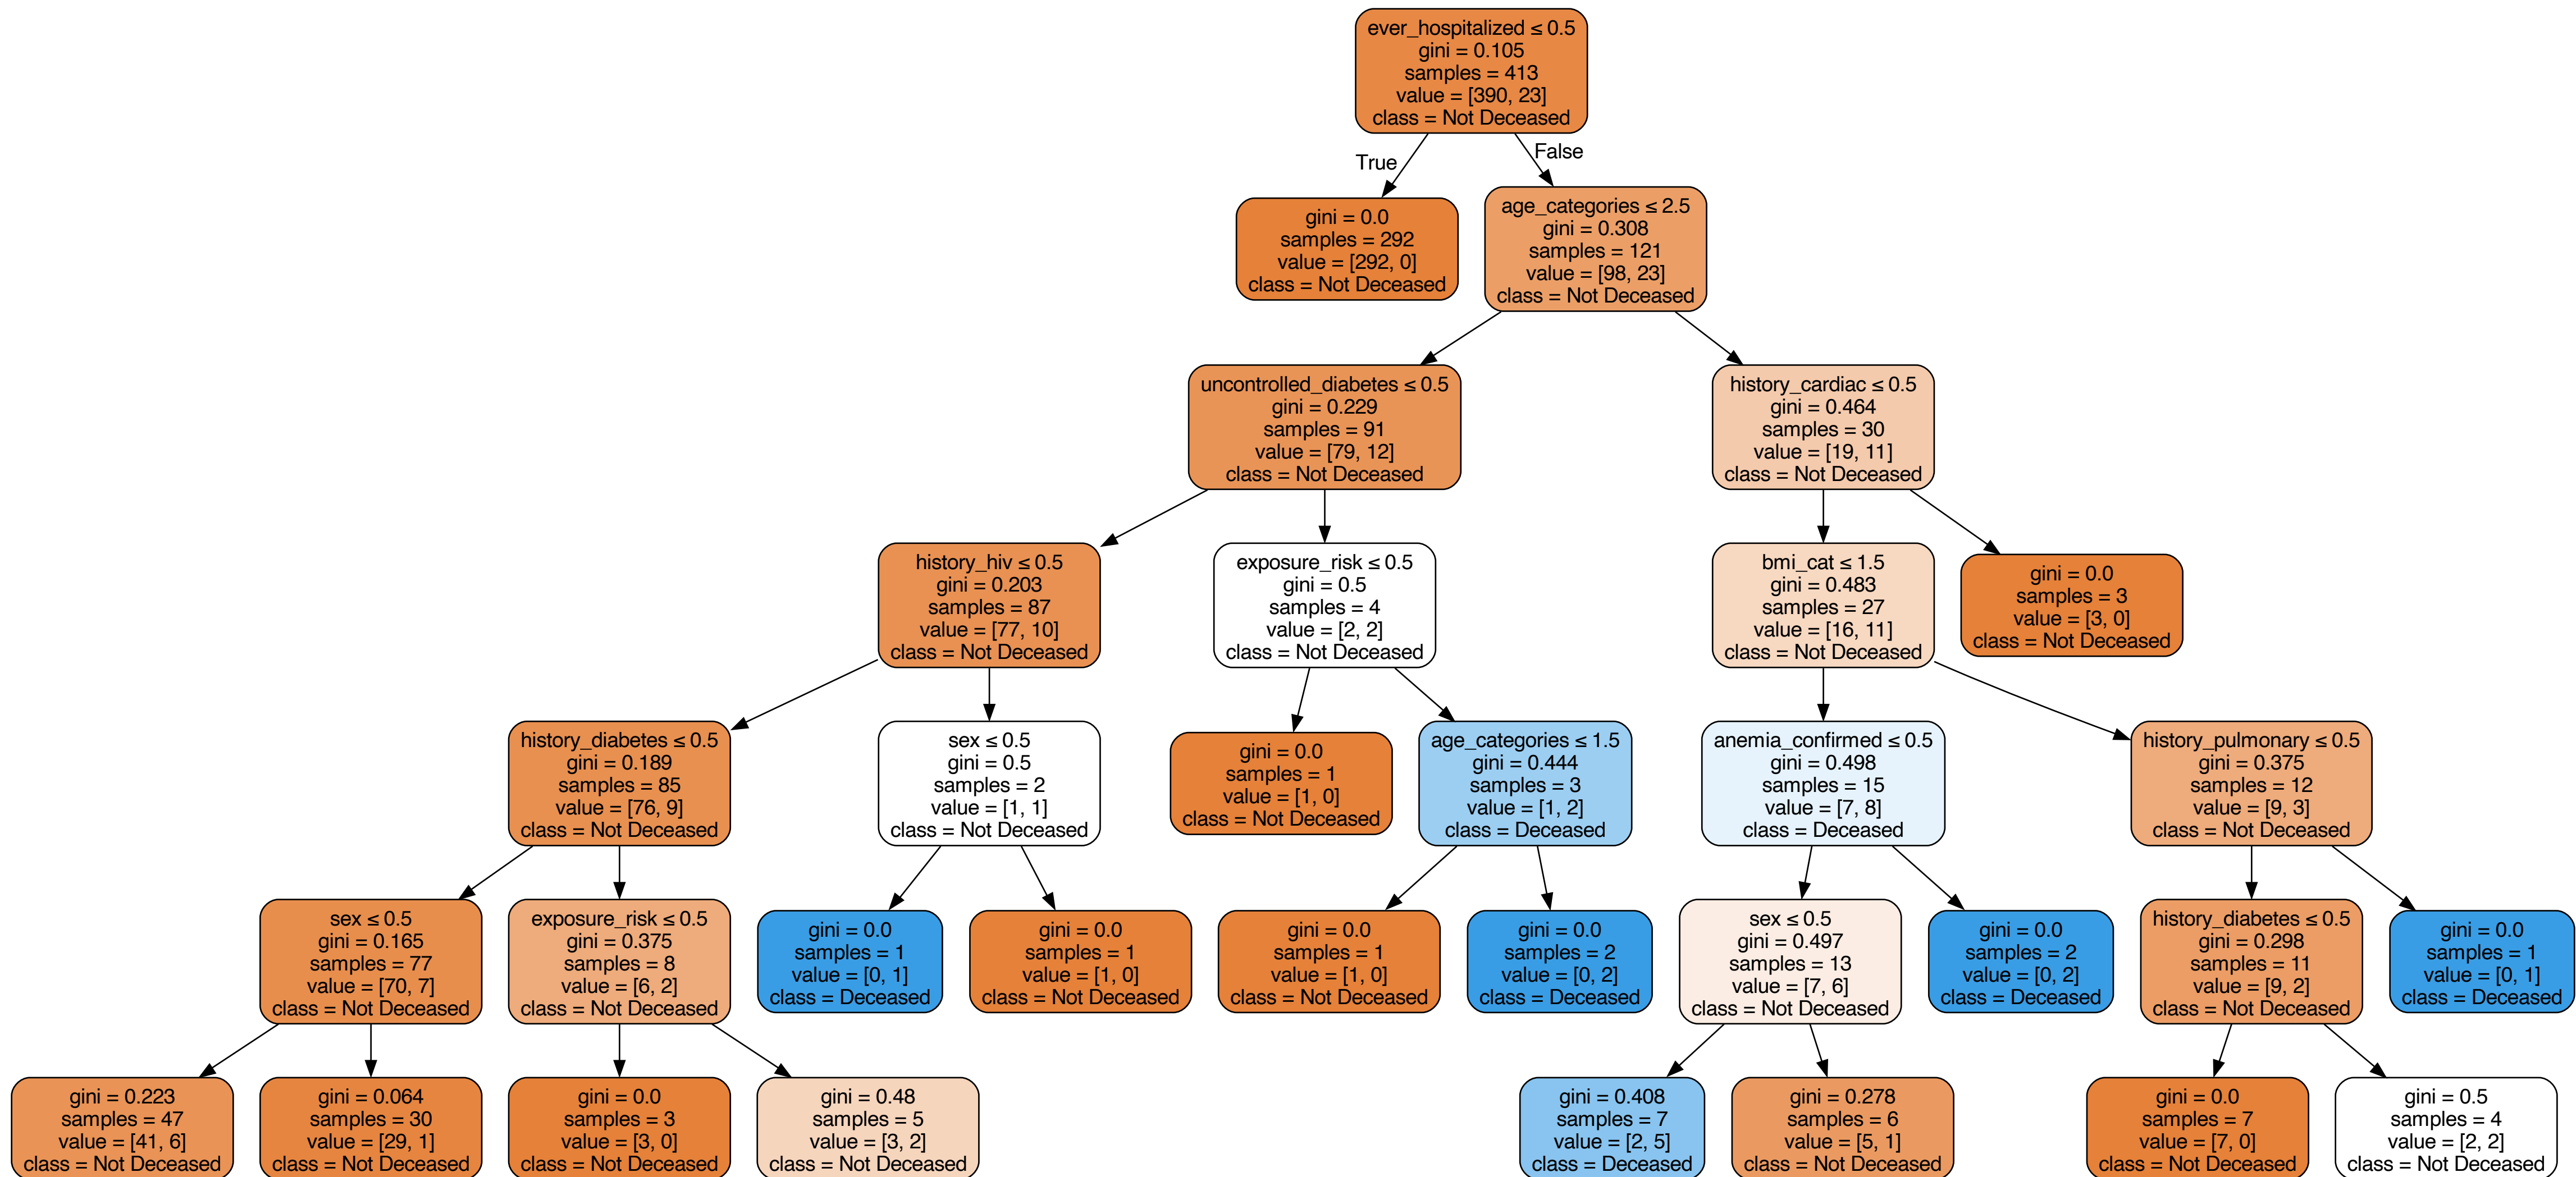 ever_hospitalized ≤ 0.5
gini = 0.105
samples = 413
value = [390, 23]
class = Not Deceased
True
False
gini = 0.0
samples = 292
value = [292, 0]
class = Not Deceased
age_categories ≤ 2.5
gini = 0.308
samples = 121
value = [98, 23]
class = Not Deceased
uncontrolled_diabetes ≤ 0.5
gini = 0.229
samples = 91
value = [79, 12]
class = Not Deceased
history_cardiac ≤ 0.5
gini = 0.464
samples = 30
value = [19, 11]
class = Not Deceased
history_hiv ≤ 0.5
gini = 0.203
samples = 87
value = [77, 10]
class = Not Deceased
exposure_risk ≤ 0.5
gini = 0.5
samples = 4
value = [2, 2]
class = Not Deceased
bmi_cat ≤ 1.5
gini = 0.483
samples = 27
value = [16, 11]
class = Not Deceased
gini = 0.0
samples = 3
value = [3, 0]
class = Not Deceased
history_diabetes ≤ 0.5
gini = 0.189
samples = 85
value = [76, 9]
class = Not Deceased
sex ≤ 0.5
gini = 0.5
samples = 2
value = [1, 1]
class = Not Deceased
gini = 0.0
samples = 1
value = [1, 0]
class = Not Deceased
age_categories ≤ 1.5
gini = 0.444
samples = 3
value = [1, 2]
class = Deceased
anemia_confirmed ≤ 0.5
gini = 0.498
samples = 15
value = [7, 8]
class = Deceased
history_pulmonary ≤ 0.5
gini = 0.375
samples = 12
value = [9, 3]
class = Not Deceased
sex ≤ 0.5
gini = 0.165
samples = 77
value = [70, 7]
class = Not Deceased
exposure_risk ≤ 0.5
gini = 0.375
samples = 8
value = [6, 2]
class = Not Deceased
gini = 0.0
samples = 1
value = [0, 1]
class = Deceased
gini = 0.0
samples = 1
value = [1, 0]
class = Not Deceased
gini = 0.0
samples = 1
value = [1, 0]
class = Not Deceased
gini = 0.0
samples = 2
value = [0, 2]
class = Deceased
sex ≤ 0.5
gini = 0.497
samples = 13
value = [7, 6]
class = Not Deceased
gini = 0.0
samples = 2
value = [0, 2]
class = Deceased
history_diabetes ≤ 0.5
gini = 0.298
samples = 11
value = [9, 2]
class = Not Deceased
gini = 0.0
samples = 1
value = [0, 1]
class = Deceased
gini = 0.223
samples = 47
value = [41, 6]
class = Not Deceased
gini = 0.064
samples = 30
value = [29, 1]
class = Not Deceased
gini = 0.0
samples = 3
value = [3, 0]
class = Not Deceased
gini = 0.48
samples = 5
value = [3, 2]
class = Not Deceased
gini = 0.408
samples = 7
value = [2, 5]
class = Deceased
gini = 0.278
samples = 6
value = [5, 1]
class = Not Deceased
gini = 0.0
samples = 7
value = [7, 0]
class = Not Deceased
gini = 0.5
samples = 4
value = [2, 2]
class = Not Deceased